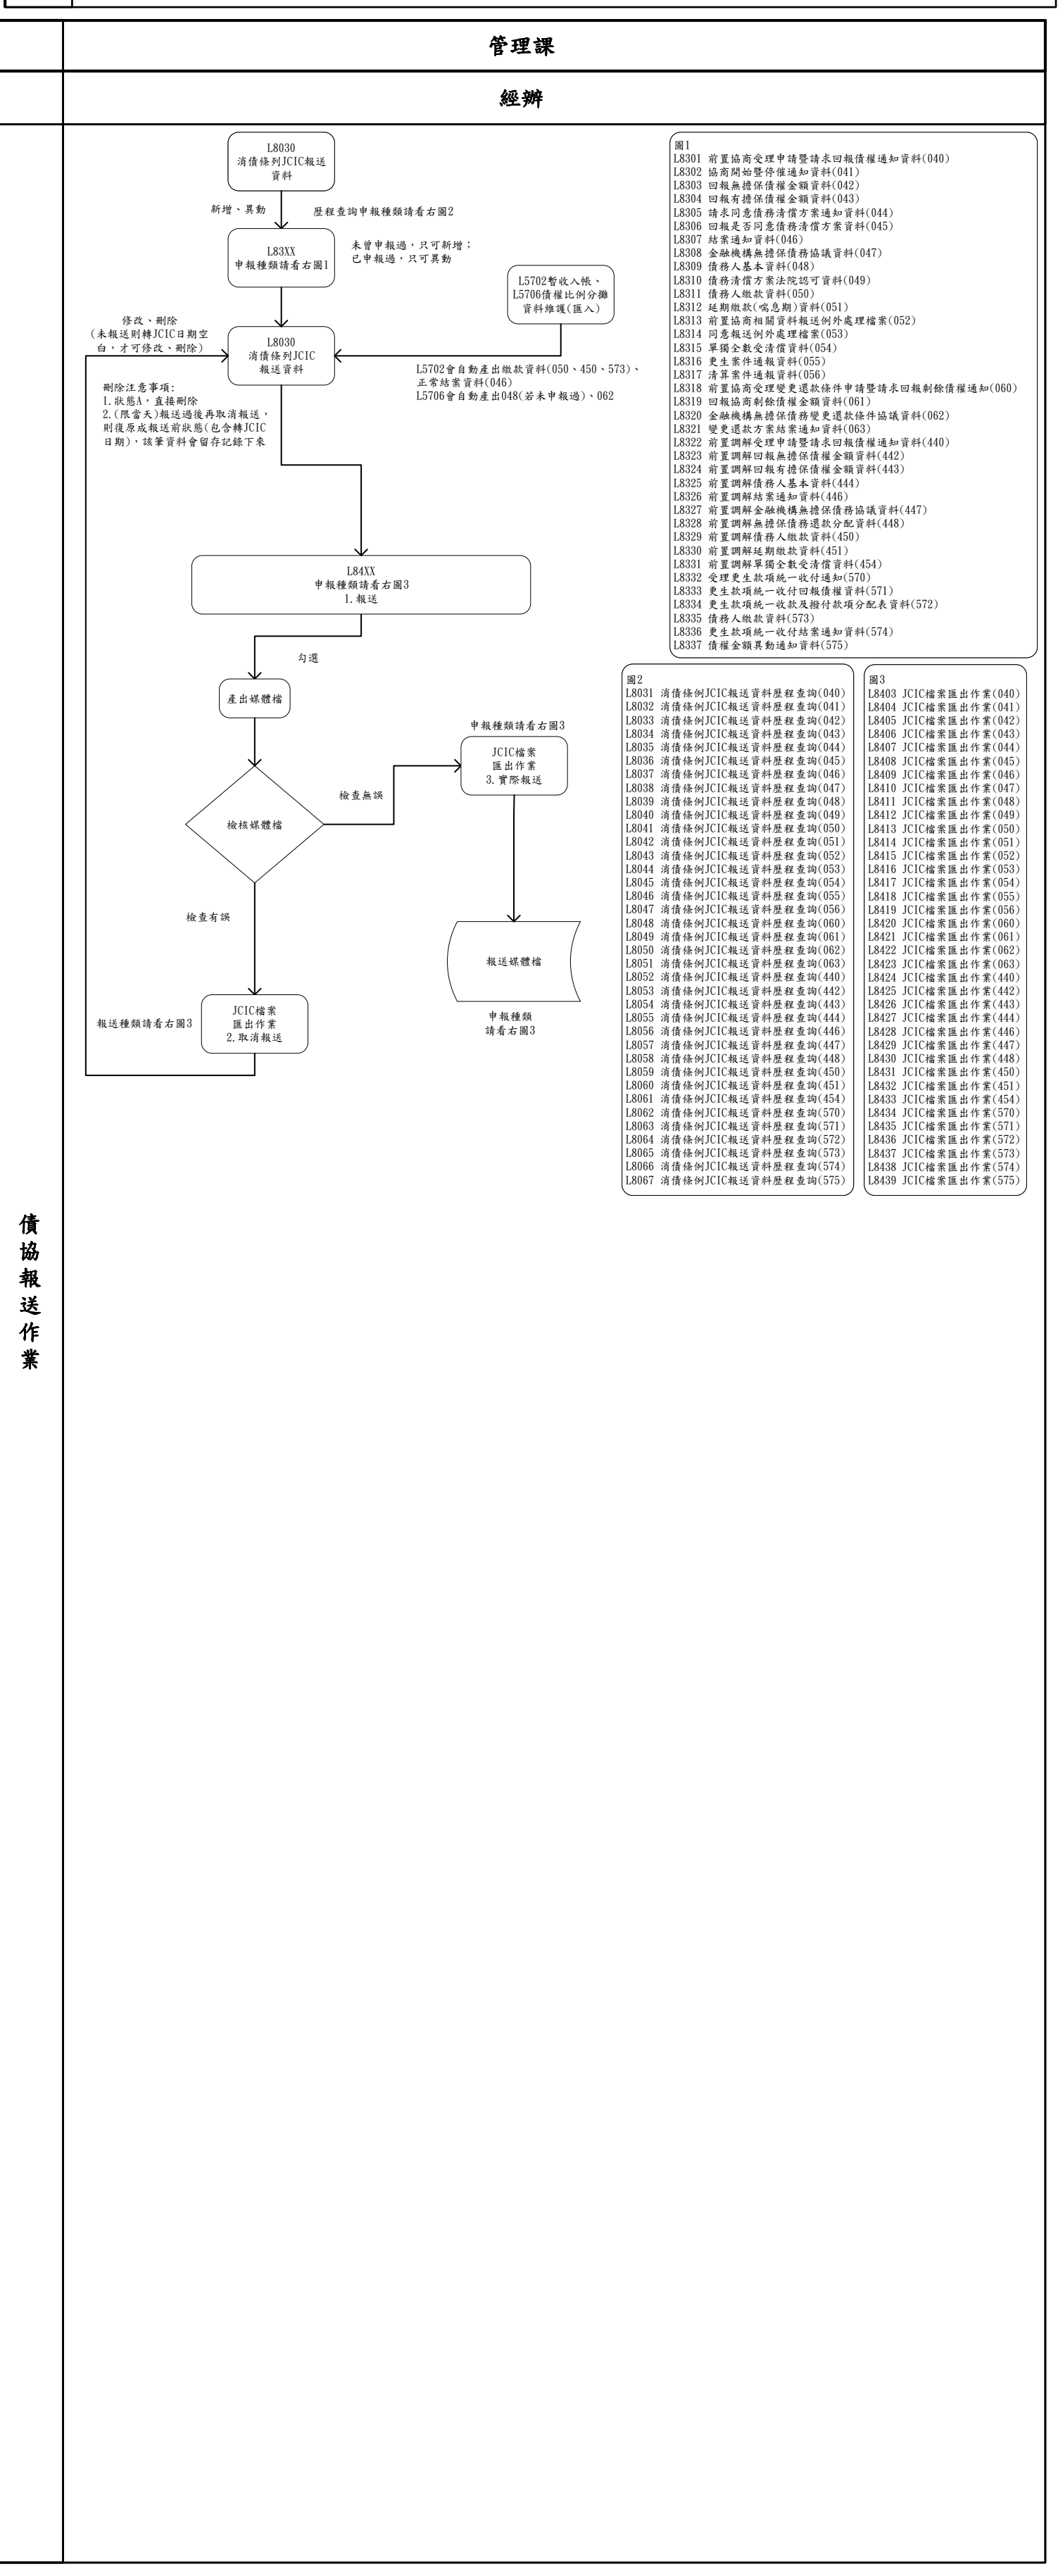 管理課
經辦
債
協
報
送
作
業
L8030
消債條列JCIC報送
資料
新增、異動
歷程查詢申報種類請看右圖2
L83XX
申報種類請看右圖1
未曾申報過，只可新增；
已申報過，只可異動
L5702暫收入帳、
L5706債權比例分攤
資料維護(匯入)
修改、刪除
(未報送則轉JCIC日期空
白，才可修改、刪除)
L8030
消債條列JCIC
報送資料
L5702會自動產出繳款資料(050、450、573)、
正常結案資料(046)
L5706會自動產出048(若未申報過)、062
刪除注意事項:
1.狀態A，直接刪除
2.(限當天)報送過後再取消報送，
則復原成報送前狀態(包含轉JCIC
日期)，該筆資料會留存記錄下來
L84XX
申報種類請看右圖3
1.報送
勾選
產出媒體檔
檢核媒體檔
檢查無誤
申報種類請看右圖3
JCIC檔案
匯出作業
3.實際報送
檢查有誤
報送媒體檔
申報種類
請看右圖3
報送種類請看右圖3
JCIC檔案
匯出作業
2.取消報送
圖1
L8301 前置協商受理申請暨請求回報債權通知資料(040)
L8302 協商開始暨停催通知資料(041)
L8303 回報無擔保債權金額資料(042)
L8304 回報有擔保債權金額資料(043)
L8305 請求同意債務清償方案通知資料(044)
L8306 回報是否同意債務清償方案資料(045)
L8307 結案通知資料(046)
L8308 金融機構無擔保債務協議資料(047)
L8309 債務人基本資料(048)
L8310 債務清償方案法院認可資料(049)
L8311 債務人繳款資料(050)
L8312 延期繳款(喘息期)資料(051)
L8313 前置協商相關資料報送例外處理檔案(052)
L8314 同意報送例外處理檔案(053)
L8315 單獨全數受清償資料(054)
L8316 更生案件通報資料(055)
L8317 清算案件通報資料(056)
L8318 前置協商受理變更還款條件申請暨請求回報剩餘債權通知(060)
L8319 回報協商剩餘債權金額資料(061)
L8320 金融機構無擔保債務變更還款條件協議資料(062)
L8321 變更還款方案結案通知資料(063)
L8322 前置調解受理申請暨請求回報債權通知資料(440)
L8323 前置調解回報無擔保債權金額資料(442)
L8324 前置調解回報有擔保債權金額資料(443)
L8325 前置調解債務人基本資料(444)
L8326 前置調解結案通知資料(446)
L8327 前置調解金融機構無擔保債務協議資料(447)
L8328 前置調解無擔保債務還款分配資料(448)
L8329 前置調解債務人繳款資料(450)
L8330 前置調解延期繳款資料(451)
L8331 前置調解單獨全數受清償資料(454)
L8332 受理更生款項統一收付通知(570)
L8333 更生款項統一收付回報債權資料(571)
L8334 更生款項統一收款及撥付款項分配表資料(572)
L8335 債務人繳款資料(573)
L8336 更生款項統一收付結案通知資料(574)
L8337 債權金額異動通知資料(575)
圖2
L8031 消債條例JCIC報送資料歷程查詢(040)
L8032 消債條例JCIC報送資料歷程查詢(041)
L8033 消債條例JCIC報送資料歷程查詢(042)
L8034 消債條例JCIC報送資料歷程查詢(043)
L8035 消債條例JCIC報送資料歷程查詢(044)
L8036 消債條例JCIC報送資料歷程查詢(045)
L8037 消債條例JCIC報送資料歷程查詢(046)
L8038 消債條例JCIC報送資料歷程查詢(047)
L8039 消債條例JCIC報送資料歷程查詢(048)
L8040 消債條例JCIC報送資料歷程查詢(049)
L8041 消債條例JCIC報送資料歷程查詢(050)
L8042 消債條例JCIC報送資料歷程查詢(051)
L8043 消債條例JCIC報送資料歷程查詢(052)
L8044 消債條例JCIC報送資料歷程查詢(053)
L8045 消債條例JCIC報送資料歷程查詢(054)
L8046 消債條例JCIC報送資料歷程查詢(055)
L8047 消債條例JCIC報送資料歷程查詢(056)
L8048 消債條例JCIC報送資料歷程查詢(060)
L8049 消債條例JCIC報送資料歷程查詢(061)
L8050 消債條例JCIC報送資料歷程查詢(062)
L8051 消債條例JCIC報送資料歷程查詢(063)
L8052 消債條例JCIC報送資料歷程查詢(440)
L8053 消債條例JCIC報送資料歷程查詢(442)
L8054 消債條例JCIC報送資料歷程查詢(443)
L8055 消債條例JCIC報送資料歷程查詢(444)
L8056 消債條例JCIC報送資料歷程查詢(446)
L8057 消債條例JCIC報送資料歷程查詢(447)
L8058 消債條例JCIC報送資料歷程查詢(448)
L8059 消債條例JCIC報送資料歷程查詢(450)
L8060 消債條例JCIC報送資料歷程查詢(451)
L8061 消債條例JCIC報送資料歷程查詢(454)
L8062 消債條例JCIC報送資料歷程查詢(570)
L8063 消債條例JCIC報送資料歷程查詢(571)
L8064 消債條例JCIC報送資料歷程查詢(572)
L8065 消債條例JCIC報送資料歷程查詢(573)
L8066 消債條例JCIC報送資料歷程查詢(574)
L8067 消債條例JCIC報送資料歷程查詢(575)
圖3
L8403 JCIC檔案匯出作業(040)
L8404 JCIC檔案匯出作業(041)
L8405 JCIC檔案匯出作業(042)
L8406 JCIC檔案匯出作業(043)
L8407 JCIC檔案匯出作業(044)
L8408 JCIC檔案匯出作業(045)
L8409 JCIC檔案匯出作業(046)
L8410 JCIC檔案匯出作業(047)
L8411 JCIC檔案匯出作業(048)
L8412 JCIC檔案匯出作業(049)
L8413 JCIC檔案匯出作業(050)
L8414 JCIC檔案匯出作業(051)
L8415 JCIC檔案匯出作業(052)
L8416 JCIC檔案匯出作業(053)
L8417 JCIC檔案匯出作業(054)
L8418 JCIC檔案匯出作業(055)
L8419 JCIC檔案匯出作業(056)
L8420 JCIC檔案匯出作業(060)
L8421 JCIC檔案匯出作業(061)
L8422 JCIC檔案匯出作業(062)
L8423 JCIC檔案匯出作業(063)
L8424 JCIC檔案匯出作業(440)
L8425 JCIC檔案匯出作業(442)
L8426 JCIC檔案匯出作業(443)
L8427 JCIC檔案匯出作業(444)
L8428 JCIC檔案匯出作業(446)
L8429 JCIC檔案匯出作業(447)
L8430 JCIC檔案匯出作業(448)
L8431 JCIC檔案匯出作業(450)
L8432 JCIC檔案匯出作業(451)
L8433 JCIC檔案匯出作業(454)
L8434 JCIC檔案匯出作業(570)
L8435 JCIC檔案匯出作業(571)
L8436 JCIC檔案匯出作業(572)
L8437 JCIC檔案匯出作業(573)
L8438 JCIC檔案匯出作業(574)
L8439 JCIC檔案匯出作業(575)